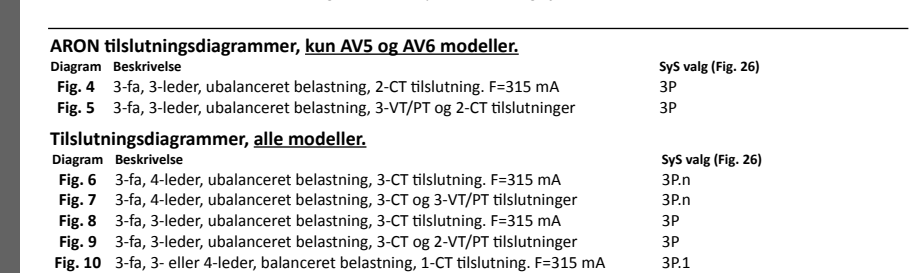 ARON tilslutningsdiagrammer, kun AV5 og AV6 modeller.
Diagram Beskrivelse SyS valg (Fig. 26)
Fig. 4 3-fa, 3-leder, ubalanceret belastning, 2-CT tilslutning. F=315 mA 3P
Fig. 5 3-fa, 3-leder, ubalanceret belastning, 3-VT/PT og 2-CT tilslutninger 3P
Tilslutningsdiagrammer, alle modeller.
Diagram Beskrivelse SyS valg (Fig. 26)
Fig. 6 3-fa, 4-leder, ubalanceret belastning, 3-CT tilslutning. F=315 mA 3P.n
Fig. 7 3-fa, 4-leder, ubalanceret belastning, 3-CT og 3-VT/PT tilslutninger 3P.n
Fig. 8 3-fa, 3-leder, ubalanceret belastning, 3-CT tilslutning. F=315 mA 3P
Fig. 9 3-fa, 3-leder, ubalanceret belastning, 3-CT og 2-VT/PT tilslutninger 3P
Fig. 10 3-fa, 3- eller 4-leder, balanceret belastning, 1-CT tilslutning. F=315 mA 3P.1